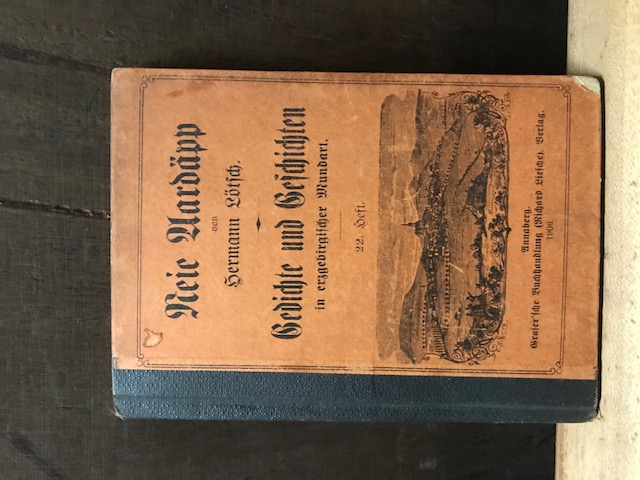 Neie Aardäpp
von
Hermann Lötsch.
Gedichte und Geschichten
in erzgebirgischer Mundart.
22. Heft.
Annaberg.
Graser'sche Buchhandlung (Richard Liesche). Verlag.
1906.